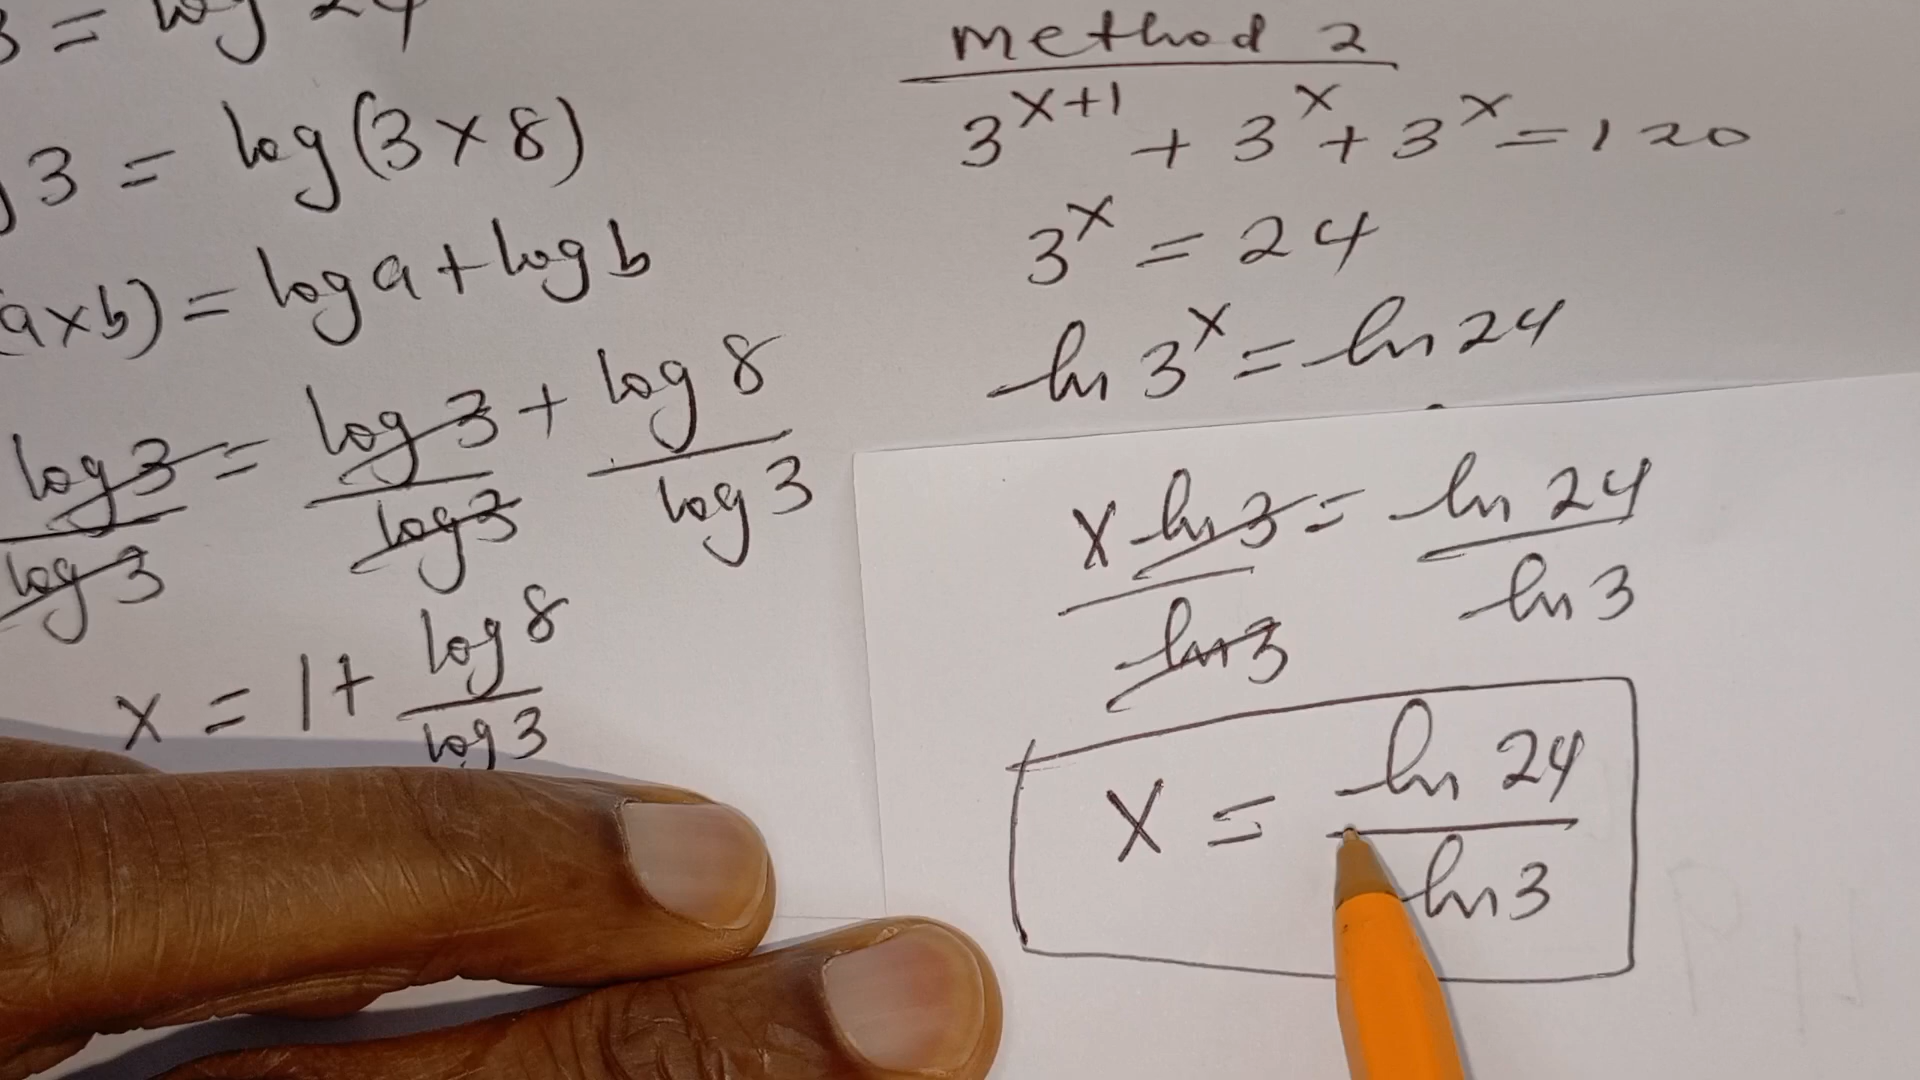 3 = log 24
3 = log(3 × 8)
(a×b) = log a + log b
log 3 = log 3 + log 8
log 3 log 3 log 3
x = 1 + log 8
log 3
method 2
3^x+1 + 3^x + 3^x = 120
3^x = 24
ln 3^x = ln 24
x ln 3 = ln 24
ln 3 ln 3
x = ln 24
ln 3